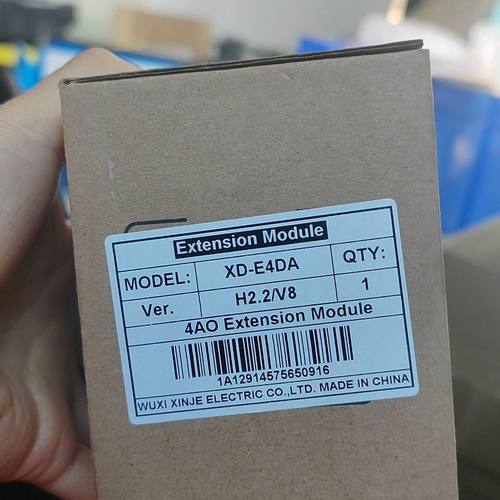 Extension Module
MODEL: XD-E4DA QTY:
Ver. H2.2/V8 1
4AO Extension Module
1A12914575650916
WUXI XINJE ELECTRIC CO.,LTD. MADE IN CHINA